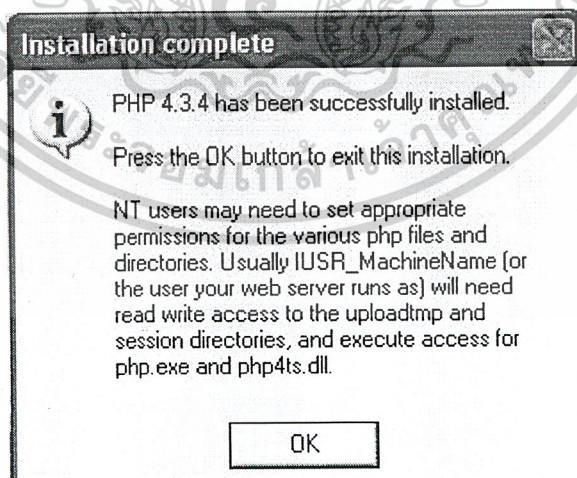 Installation complete
PHP 4.3.4 has been successfully installed.
Press the OK button to exit this installation.
NT users may need to set appropriate
permissions for the various php files and
directories. Usually IUSR_MachineName (or
the user your web server runs as) will need
read write access to the uploadtmp and
session directories, and execute access for
php.exe and php4ts.dll.
OK